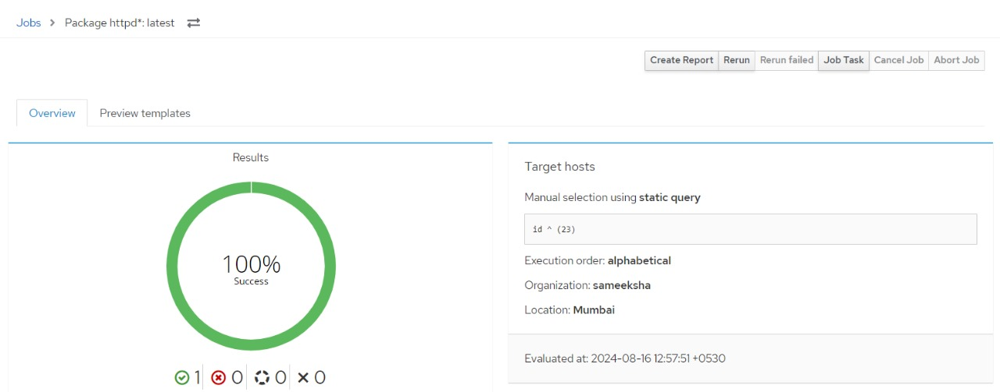 Jobs > Package httpd*: latest
Create Report Rerun Rerun failed Job Task Cancel Job Abort Job
Overview Preview templates
Results
100%
Success
1 0 0 0
Target hosts
Manual selection using static query
id ^ (23)
Execution order: alphabetical
Organization: sameeksha
Location: Mumbai
Evaluated at: 2024-08-16 12:57:51 +0530